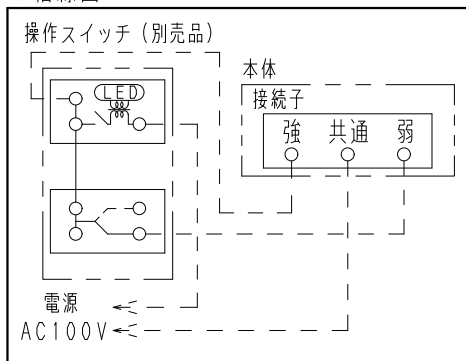 操作スイッチ（別売品）
LED
本体
接続子
強 共通 弱
電源
AC100V